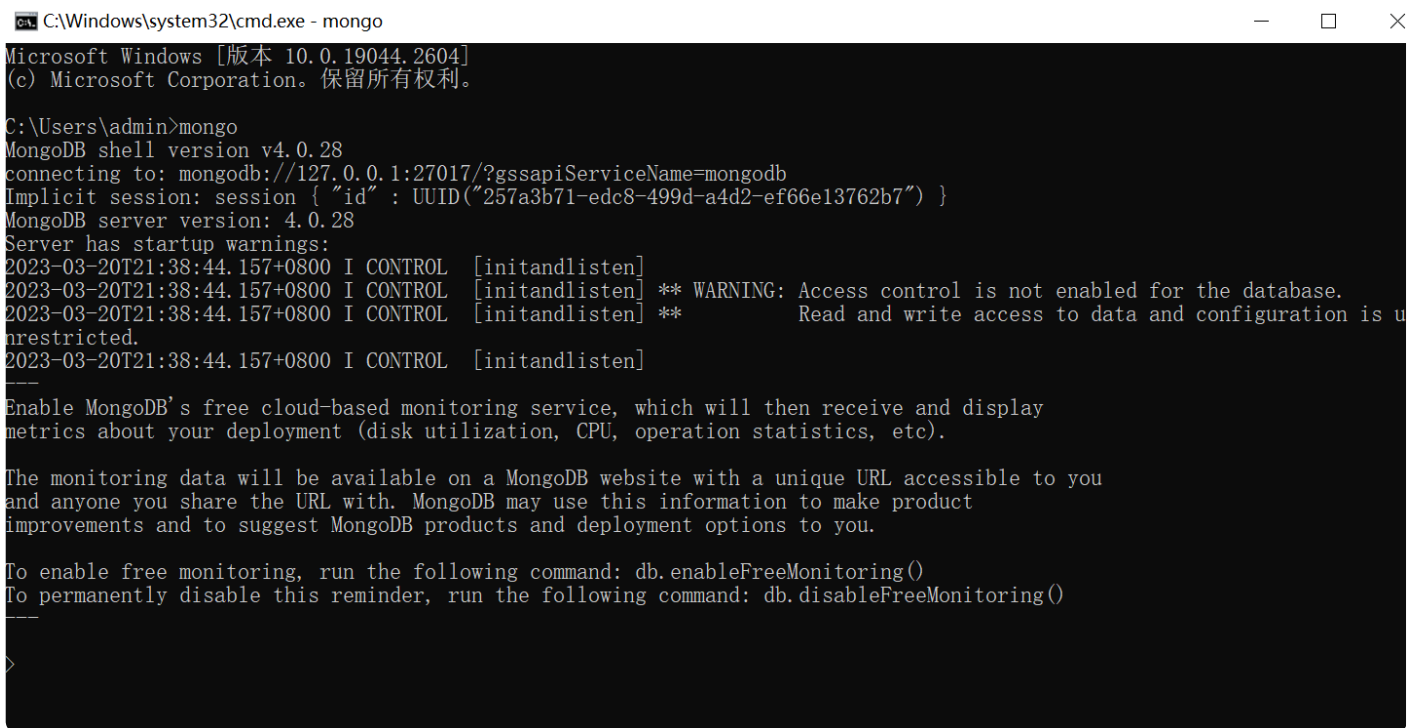 C:\Windows\system32\cmd.exe - mongo
Microsoft Windows [版本 10.0.19044.2604]
(c) Microsoft Corporation。保留所有权利。
C:\Users\admin>mongo
MongoDB shell version v4.0.28
connecting to: mongodb://127.0.0.1:27017/?gssapiServiceName=mongodb
Implicit session: session { "id" : UUID("257a3b71-edc8-499d-a4d2-ef66e13762b7") }
MongoDB server version: 4.0.28
Server has startup warnings:
2023-03-20T21:38:44.157+0800 I CONTROL  [initandlisten]
2023-03-20T21:38:44.157+0800 I CONTROL  [initandlisten] ** WARNING: Access control is not enabled for the database.
2023-03-20T21:38:44.157+0800 I CONTROL  [initandlisten] **          Read and write access to data and configuration is u
nrestricted.
2023-03-20T21:38:44.157+0800 I CONTROL  [initandlisten]
---
Enable MongoDB's free cloud-based monitoring service, which will then receive and display
metrics about your deployment (disk utilization, CPU, operation statistics, etc).
The monitoring data will be available on a MongoDB website with a unique URL accessible to you
and anyone you share the URL with. MongoDB may use this information to make product
improvements and to suggest MongoDB products and deployment options to you.
To enable free monitoring, run the following command: db.enableFreeMonitoring()
To permanently disable this reminder, run the following command: db.disableFreeMonitoring()
---
>